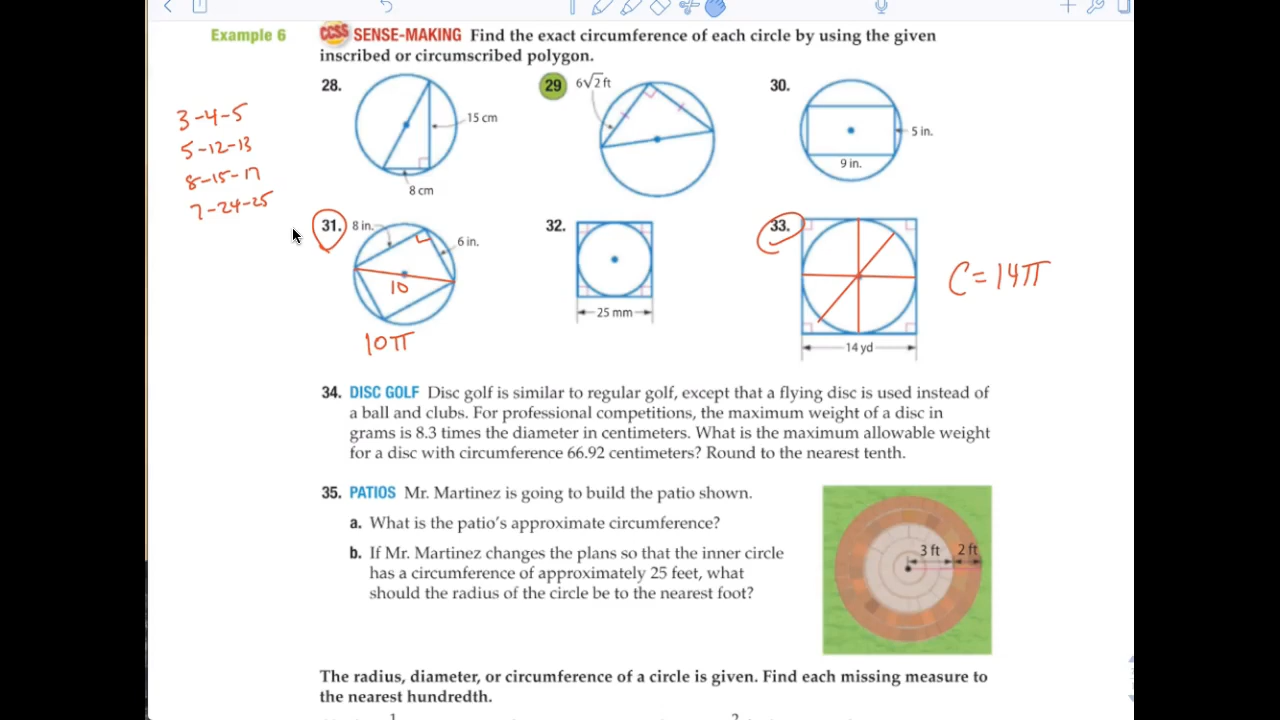 Example 6 CCSS SENSE-MAKING Find the exact circumference of each circle by using the given
inscribed or circumscribed polygon.
28.
15 cm
8 cm
29
6√2 ft
30.
5 in.
9 in.
3-4-5
5-12-13
8-15-17
7-24-25
31.
8 in.
6 in.
10
10π
32.
25 mm
33.
14 yd
C = 14π
34. DISC GOLF Disc golf is similar to regular golf, except that a flying disc is used instead of
a ball and clubs. For professional competitions, the maximum weight of a disc in
grams is 8.3 times the diameter in centimeters. What is the maximum allowable weight
for a disc with circumference 66.92 centimeters? Round to the nearest tenth.
35. PATIOS Mr. Martinez is going to build the patio shown.
a. What is the patio's approximate circumference?
b. If Mr. Martinez changes the plans so that the inner circle
has a circumference of approximately 25 feet, what
should the radius of the circle be to the nearest foot?
3 ft 2 ft
The radius, diameter, or circumference of a circle is given. Find each missing measure to
the nearest hundredth.